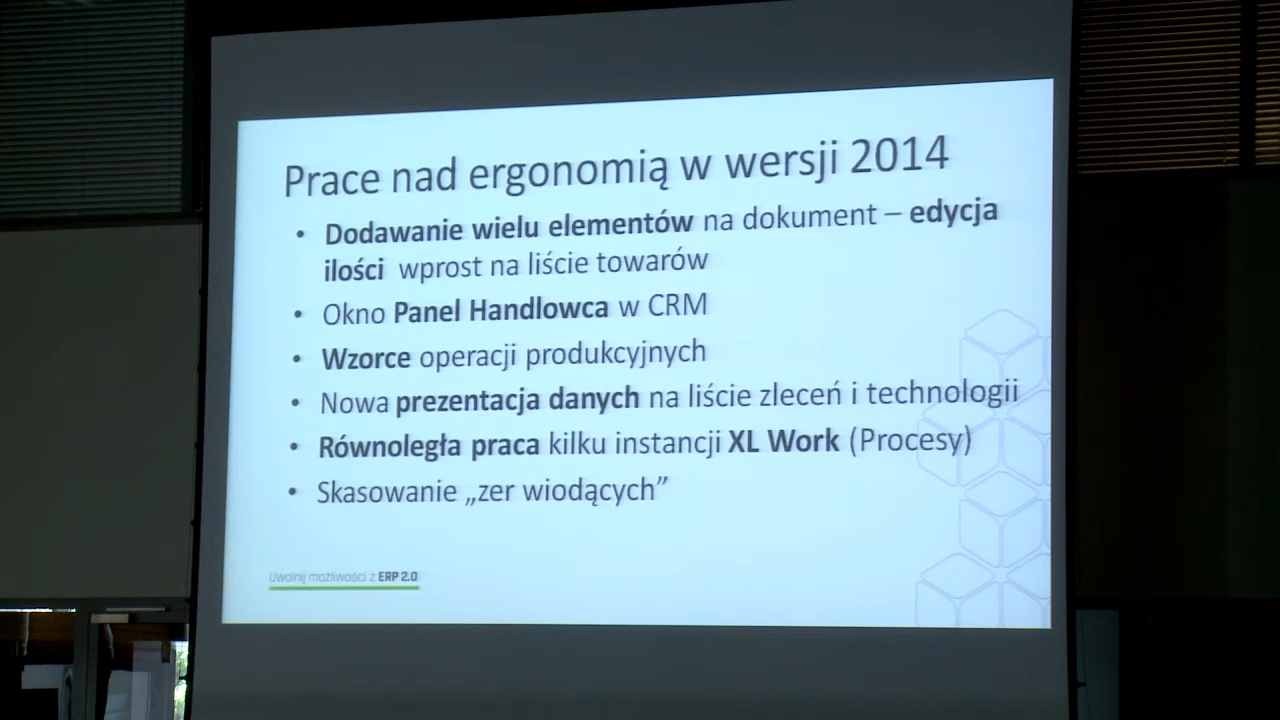 Prace nad ergonomią w wersji 2014
• Dodawanie wielu elementów na dokument – edycja
ilości wprost na liście towarów
• Okno Panel Handlowca w CRM
• Wzorce operacji produkcyjnych
• Nowa prezentacja danych na liście zleceń i technologii
• Równoległa praca kilku instancji XL Work (Procesy)
• Skasowanie „zer wiodących”
Uwolnij możliwości z ERP 2.0